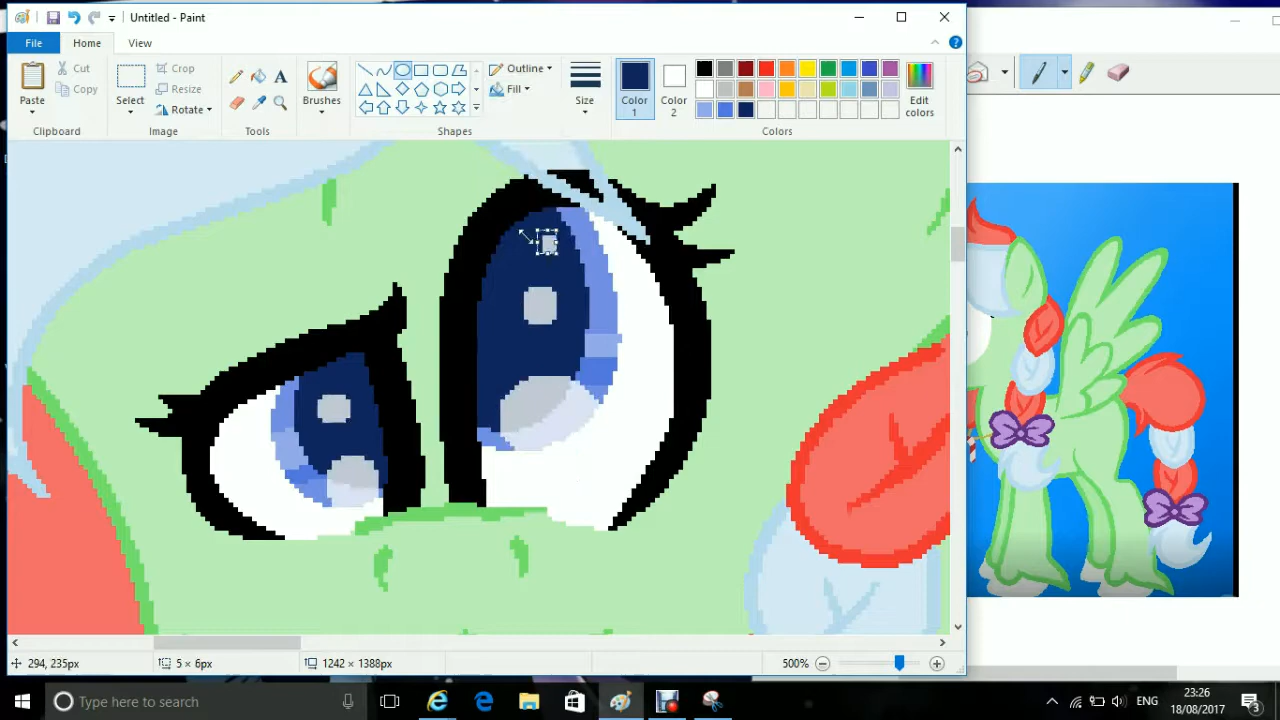 Untitled - Paint
File
Home
View
Paste
Cut
Copy
Clipboard
Select
Crop
Resize
Rotate
Image
A
Tools
Brushes
Outline
Fill
Shapes
Size
Color
1
Color
2
Edit
colors
Colors
294, 235px
5 × 6px
1242 × 1388px
500%
Type here to search
ENG
23:26
18/08/2017
3